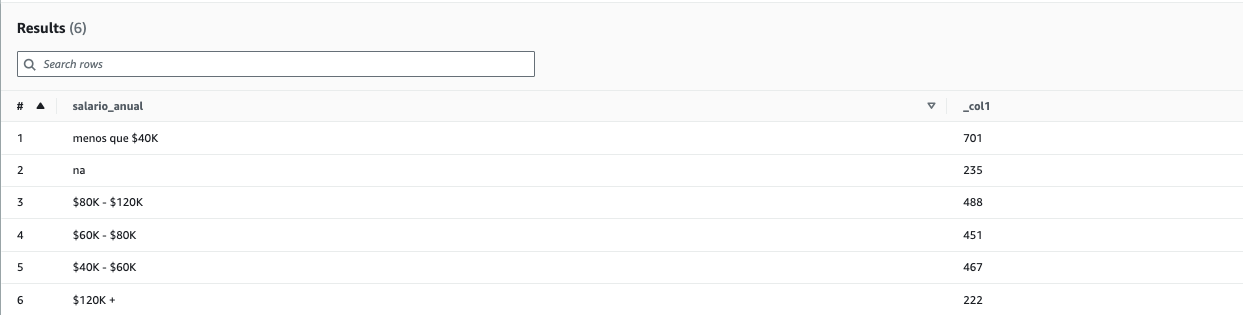 Results (6)
Search rows
# salario_anual _col1
1 menos que $40K 701
2 na 235
3 $80K - $120K 488
4 $60K - $80K 451
5 $40K - $60K 467
6 $120K + 222